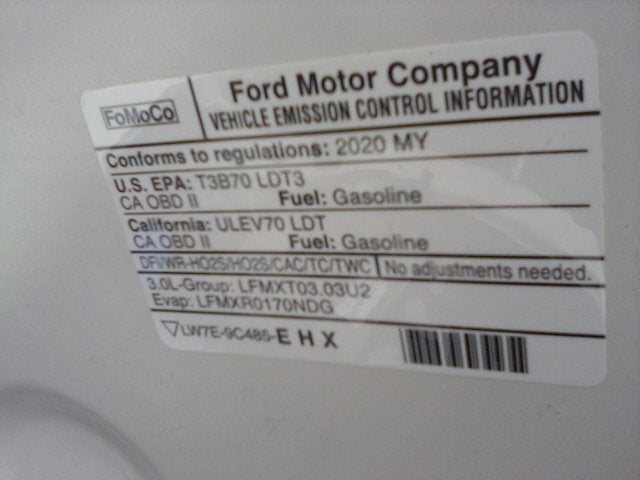 FoMoCo
Ford Motor Company
VEHICLE EMISSION CONTROL INFORMATION
Conforms to regulations: 2020 MY
U.S. EPA: T3B70 LDT3
CA OBD II Fuel: Gasoline
California: ULEV70 LDT
CA OBD II Fuel: Gasoline
DFI/WR-HO2S/HO2S/CAC/TC/TWC No adjustments needed.
3.0L-Group: LFMXT03.03U2
Evap: LFMXR0170NDG
LW7E-9C485-E H X